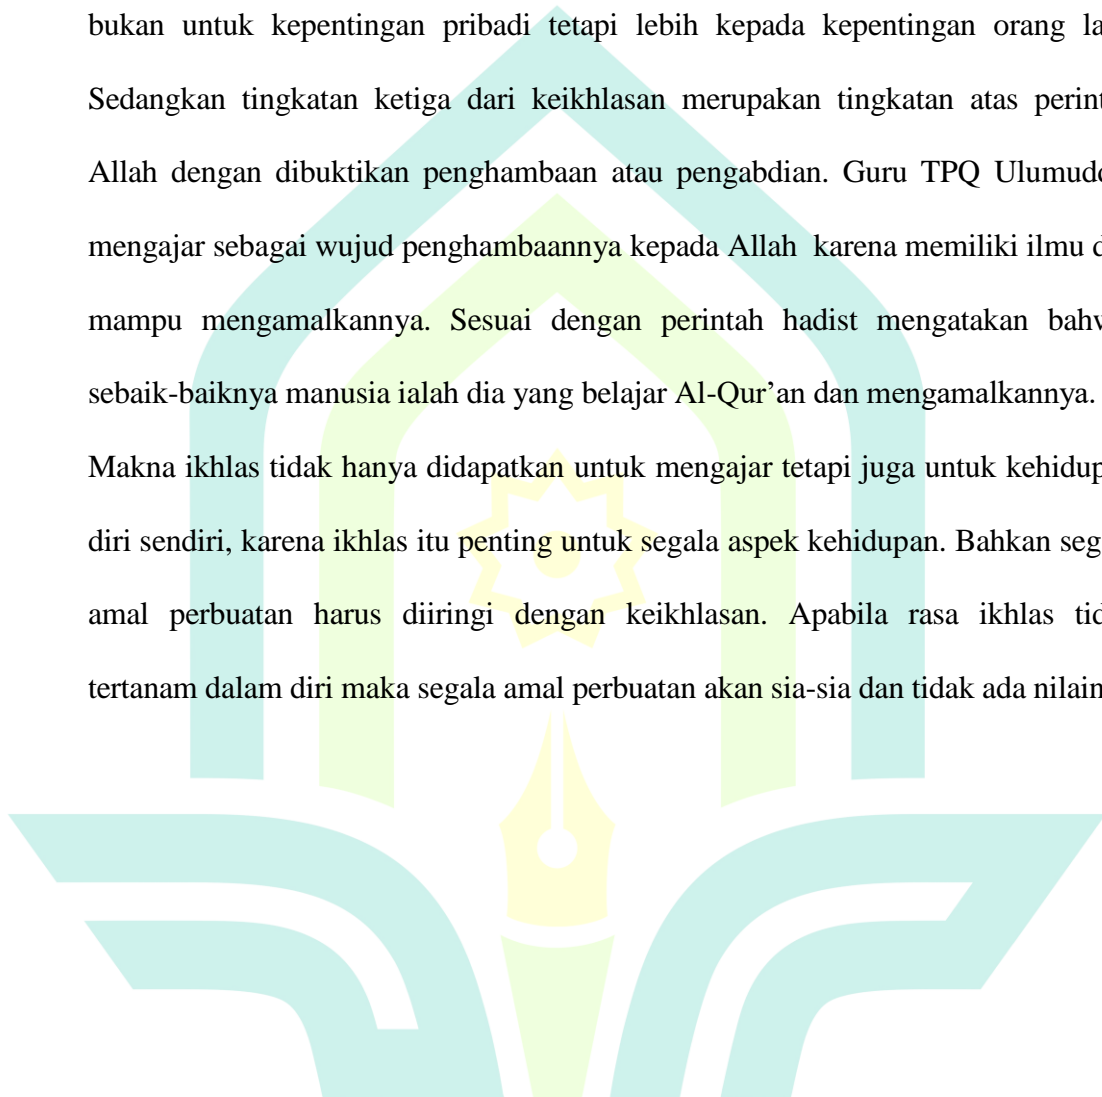 bukan untuk kepentingan pribadi tetapi lebih kepada kepentingan orang
Sedangkan tingkatan ketiga dari keikhlasan merupakan tingkatan atas
Allah dengan dibuktikan penghambaan atau pengabdian. Guru TPQ
mengajar sebagai wujud penghambaannya kepada Allah karena memiliki ilmu
mampu mengamalkannya. Sesuai dengan perintah hadist mengatakan
sebaik-baiknya manusia ialah dia yang belajar Al-Qur’an dan mengamalkannya.
Makna ikhlas tidak hanya didapatkan untuk mengajar tetapi juga untuk
diri sendiri, karena ikhlas itu penting untuk segala aspek kehidupan. Bahkan
amal perbuatan harus diiringi dengan keikhlasan. Apabila rasa ikhlas
tertanam dalam diri maka segala amal perbuatan akan sia-sia dan tidak ada